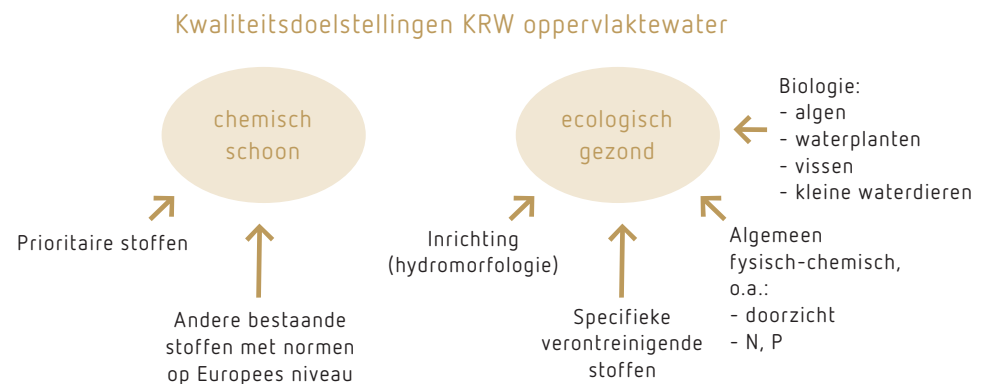 Kwaliteitsdoelstellingen KRW oppervlaktewater
chemisch
schoon
ecologisch
gezond
Biologie:
- algen
- waterplanten
- vissen
- kleine waterdieren
Prioritaire stoffen
Andere bestaande
stoffen met normen
op Europees niveau
Inrichting
(hydromorfologie)
Specifieke
verontreinigende
stoffen
Algemeen
fysisch-chemisch,
o.a.:
- doorzicht
- N, P